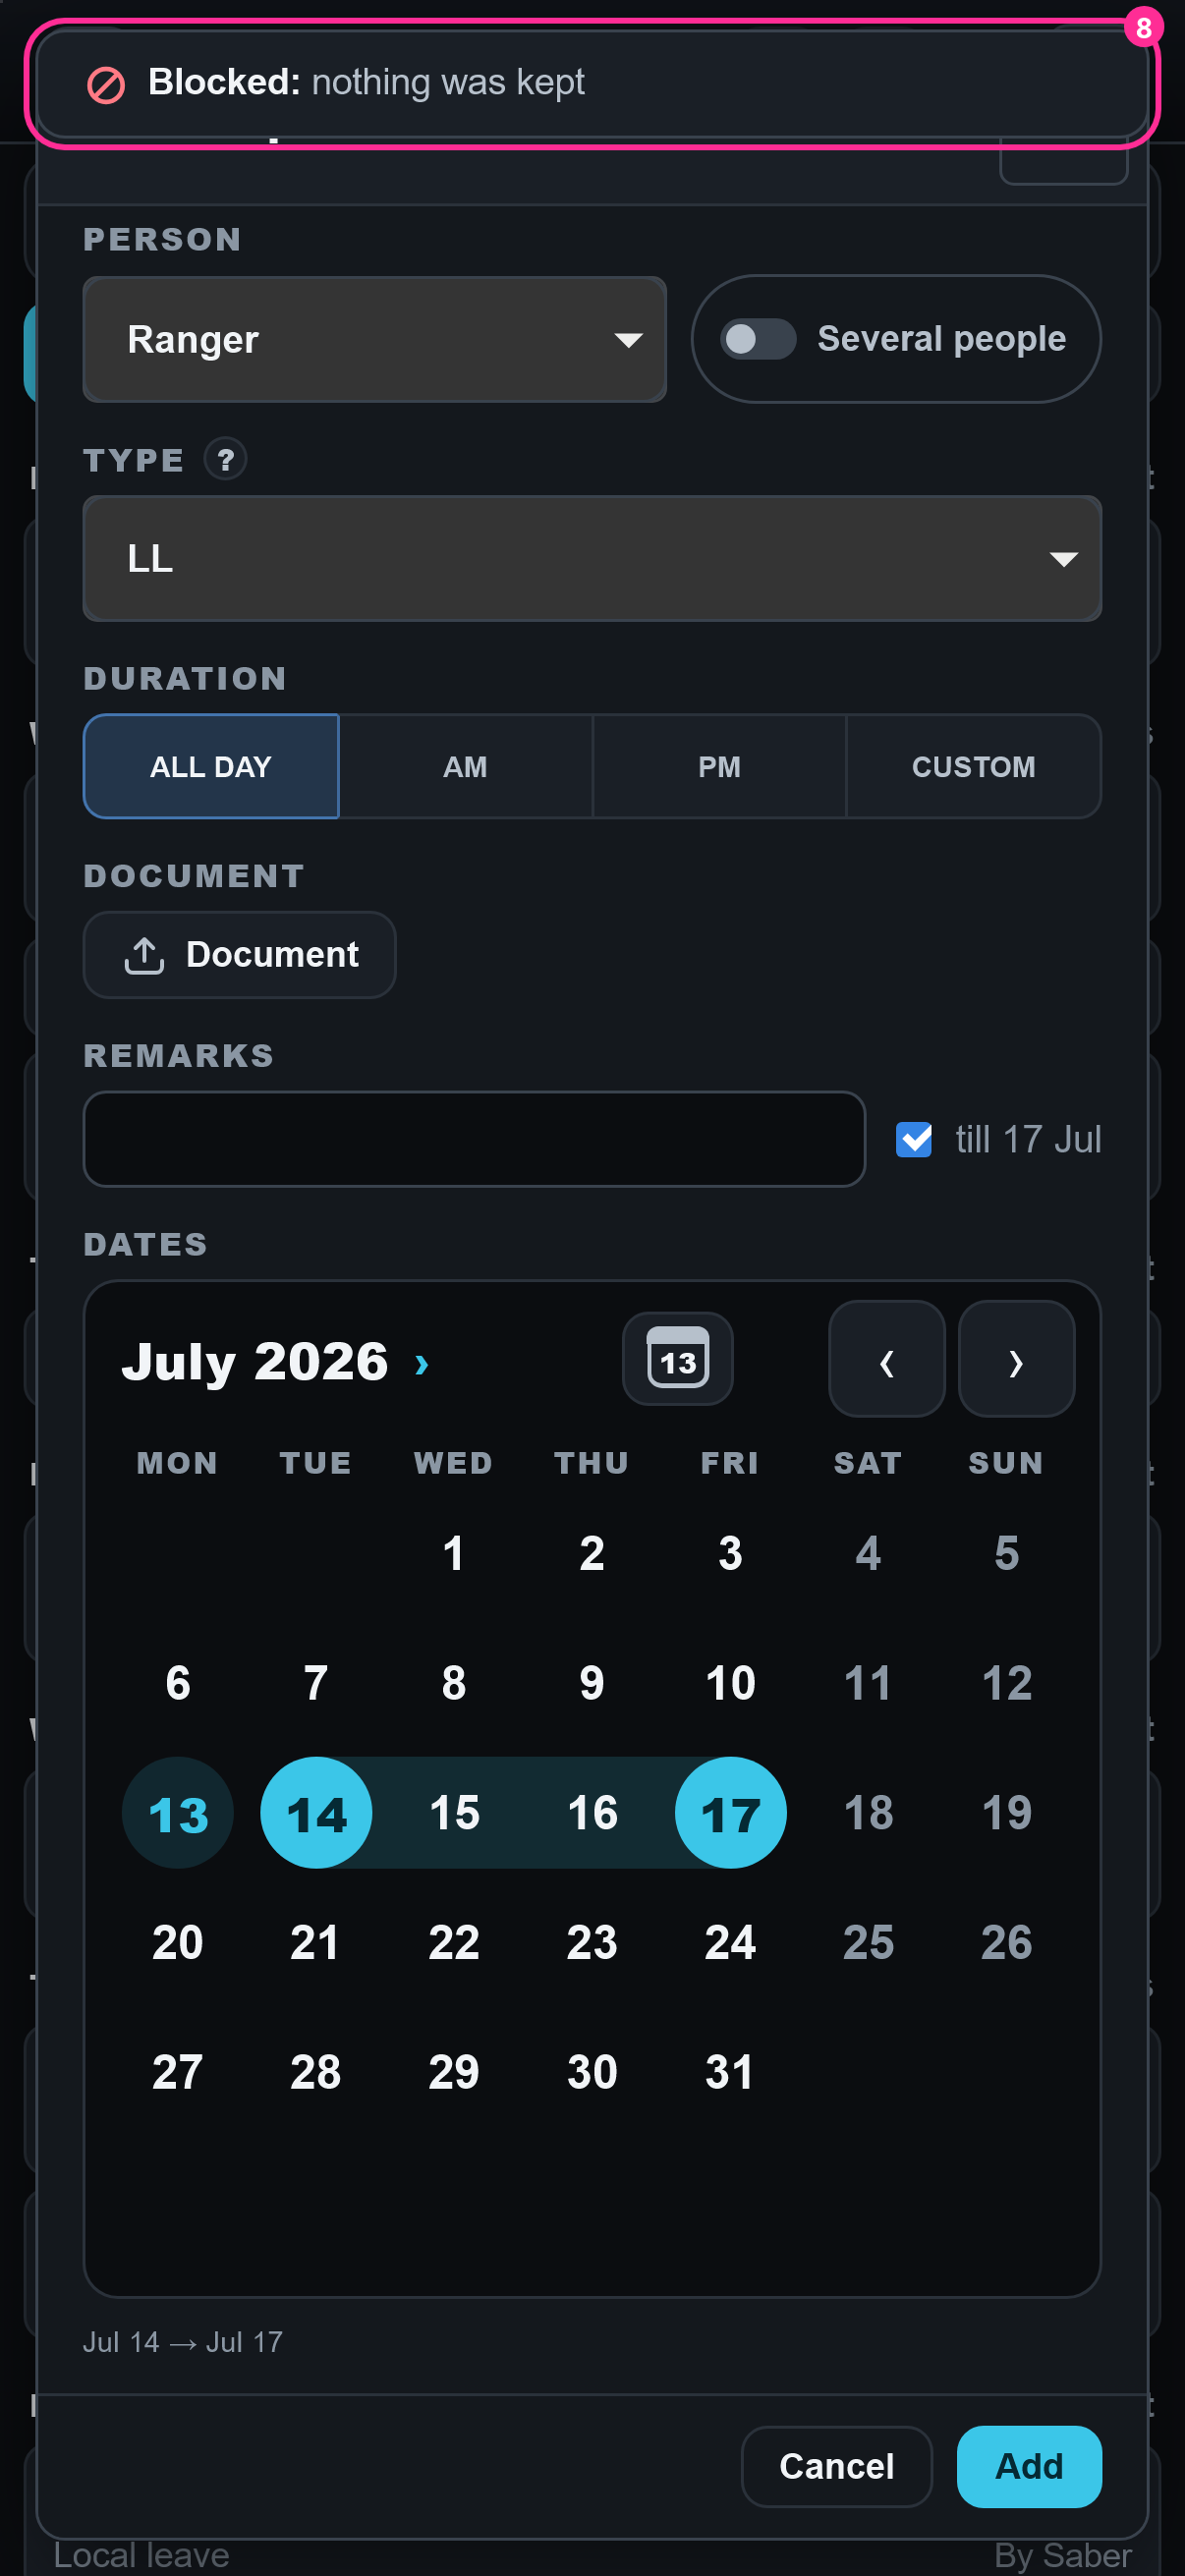 8
Blocked: nothing was kept
PERSON
Ranger
Several people
TYPE ?
LL
DURATION
ALL DAY AM PM CUSTOM
DOCUMENT
Document
REMARKS
till 17 Jul
DATES
July 2026 ›
13
‹ ›
MON TUE WED THU FRI SAT SUN
1 2 3 4 5
6 7 8 9 10 11 12
13 14 15 16 17 18 19
20 21 22 23 24 25 26
27 28 29 30 31
Jul 14 → Jul 17
Cancel Add
Local leave By Saber